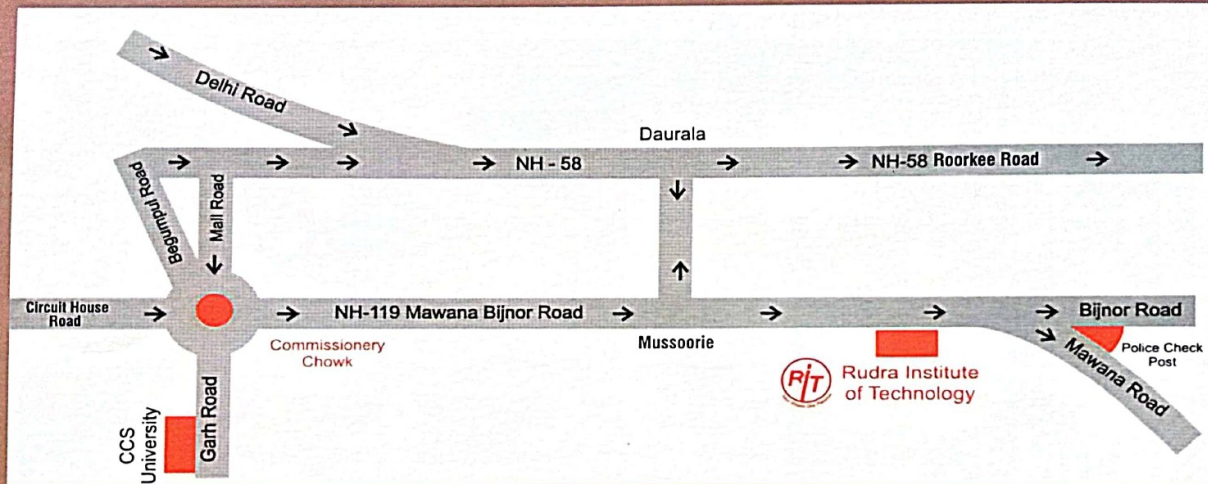 Delhi Road
Daurala
NH - 58
NH-58 Roorkee Road
Begumpul Road
Mall Road
Circuit House
Road
NH-119 Mawana Bijnor Road
Bijnor Road
Commissionery
Chowk
Mussoorie
Police Check
Post
Mawana Road
RIT
Rudra Institute
of Technology
CCS
University
Garh Road